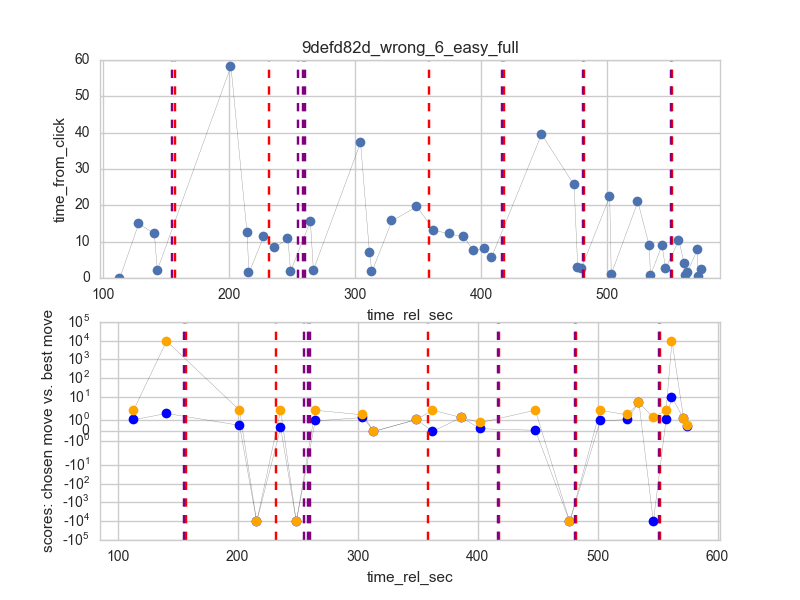 9defd82d_wrong_6_easy_full
60
50
40
30
20
10
0
time_from_click
100 200 300 400 500
time_rel_sec
10^5
10^4
10^3
10^2
10^1
10^0
0
-10^0
-10^1
-10^2
-10^3
-10^4
-10^5
scores: chosen move vs. best move
100 200 300 400 500 600
time_rel_sec